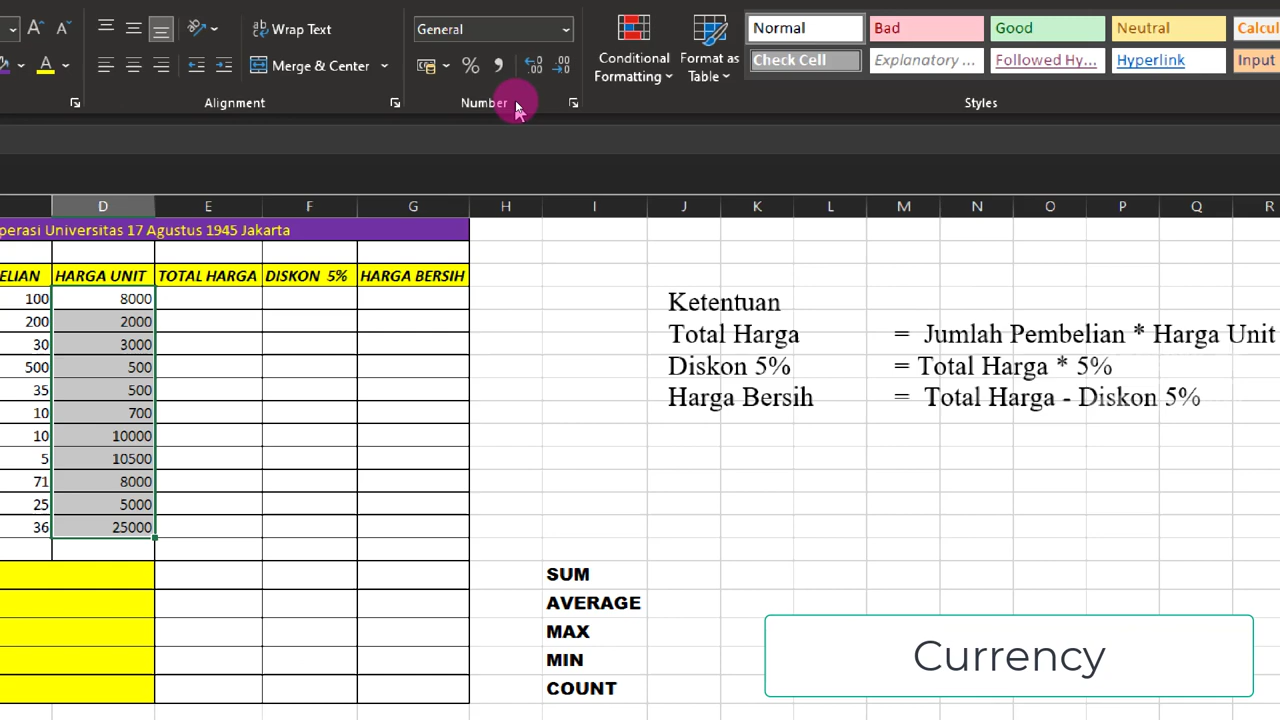 Wrap Text
General
Conditional
Formatting
Format as
Table
Normal
Bad
Good
Neutral
Calcul
Merge & Center
%
Check Cell
Explanatory ...
Followed Hy...
Hyperlink
Input
Alignment
Number
Styles
D E F G H I J K L M N O P Q R
perasi Universitas 17 Agustus 1945 Jakarta
ELIAN HARGA UNIT TOTAL HARGA DISKON 5% HARGA BERSIH
100 8000
200 2000
30 3000
500 500
35 500
10 700
10 10000
5 10500
71 8000
25 5000
36 25000
Ketentuan
Total Harga = Jumlah Pembelian * Harga Unit
Diskon 5% = Total Harga * 5%
Harga Bersih = Total Harga - Diskon 5%
SUM
AVERAGE
MAX
MIN
COUNT
Currency